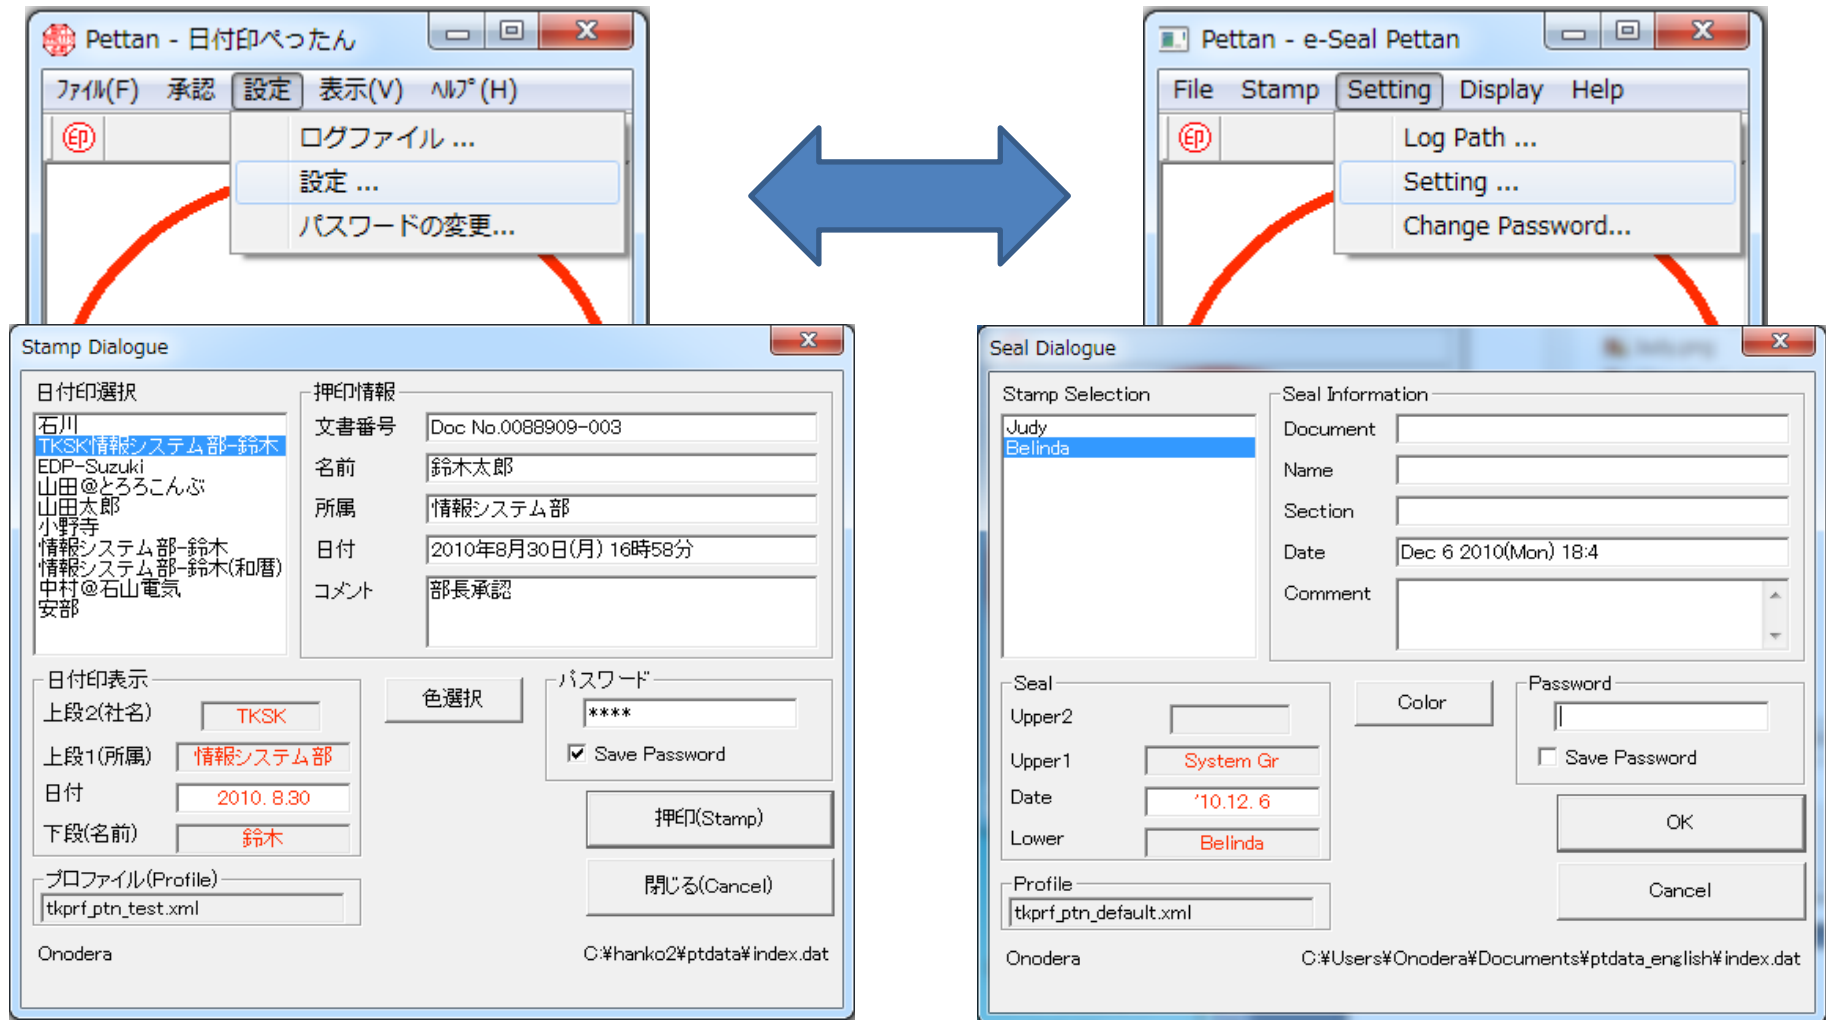 Pettan - 日付印ぺったん
ﾌｧｲﾙ(F) 承認 設定 表示(V) ﾍﾙﾌﾟ(H)
印
ログファイル ...
設定 ...
パスワードの変更...
Pettan - e-Seal Pettan
File Stamp Setting Display Help
印
Log Path ...
Setting ...
Change Password...
Stamp Dialogue
日付印選択
石川
TKSK情報システム部-鈴木
EDP-Suzuki
山田@とろろこんぶ
山田太郎
小野寺
情報システム部-鈴木
情報システム部-鈴木(和暦)
中村@石山電気
安部
押印情報
文書番号 Doc No.0088909-003
名前 鈴木太郎
所属 情報システム部
日付 2010年8月30日(月) 16時58分
コメント 部長承認
日付印表示
上段2(社名) TKSK
上段1(所属) 情報システム部
日付 2010. 8.30
下段(名前) 鈴木
色選択
パスワード
****
Save Password
押印(Stamp)
閉じる(Cancel)
プロファイル(Profile)
tkprf_ptn_test.xml
Onodera C:¥hanko2¥ptdata¥index.dat
Seal Dialogue
Stamp Selection
Judy
Belinda
Seal Information
Document
Name
Section
Date Dec 6 2010(Mon) 18:4
Comment
Seal
Upper2
Upper1 System Gr
Date '10.12. 6
Lower Belinda
Color
Password
Save Password
OK
Cancel
Profile
tkprf_ptn_default.xml
Onodera C:¥Users¥Onodera¥Documents¥ptdata_english¥index.dat